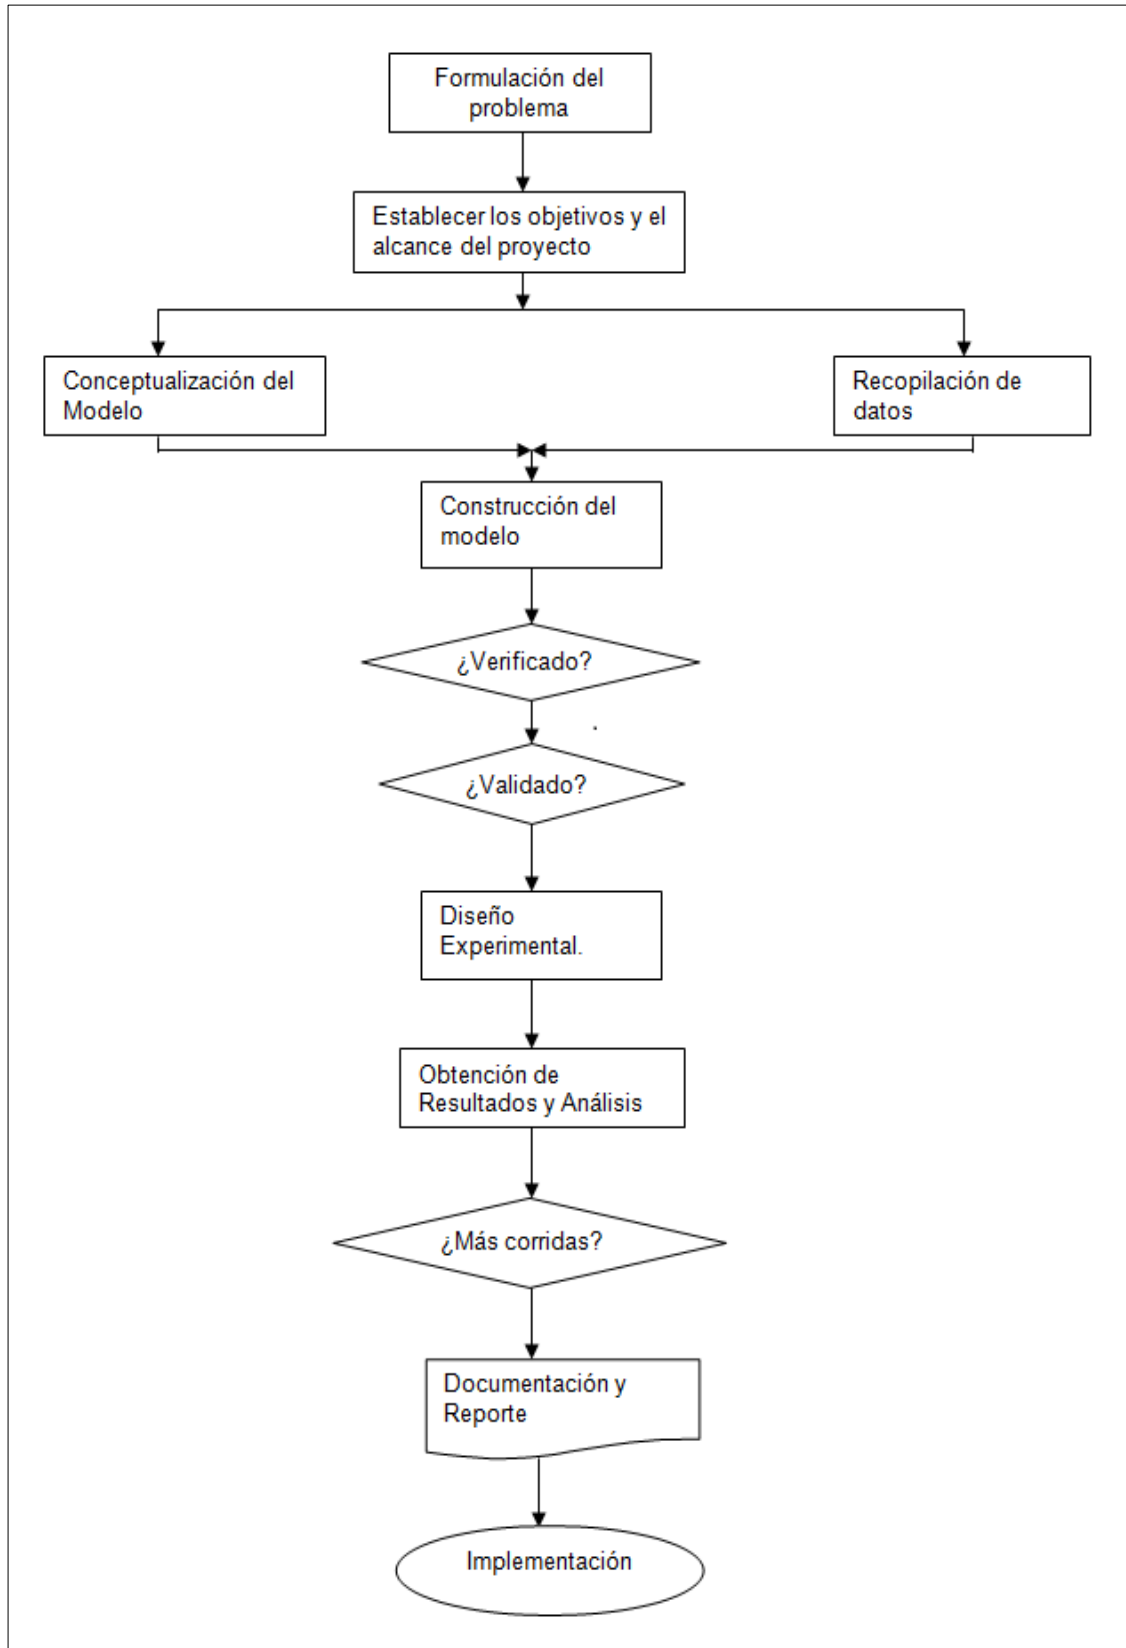 Formulación del
problema
Establecer los objetivos y el
alcance del proyecto
Conceptualización del
Modelo
Recopilación de
datos
Construcción del
modelo
¿Verificado?
¿Validado?
Diseño
Experimental.
Obtención de
Resultados y Análisis
¿Más corridas?
Documentación y
Reporte
Implementación